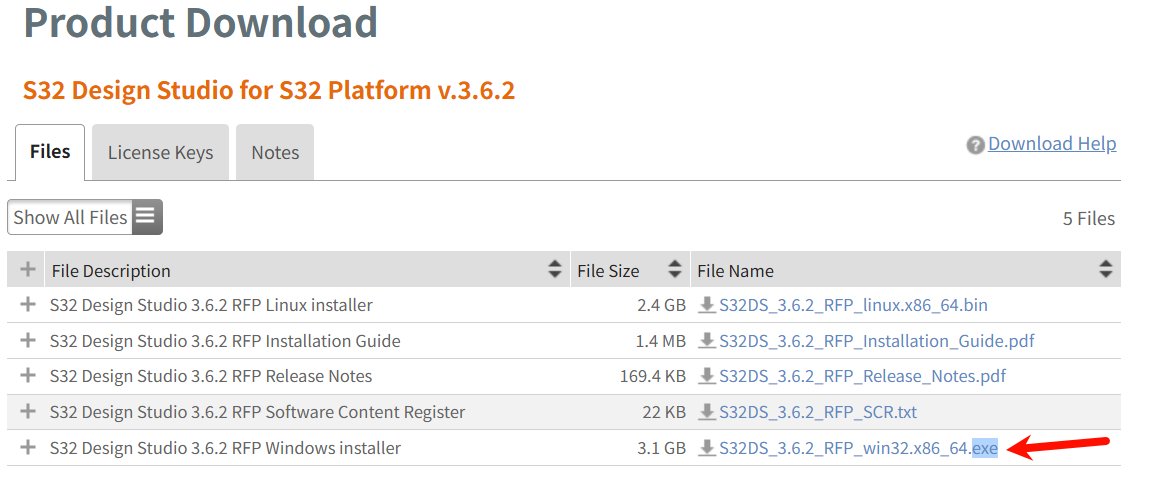 Product Download
S32 Design Studio for S32 Platform v.3.6.2
Files License Keys Notes ? Download Help
Show All Files 5 Files
+ File Description File Size File Name
+ S32 Design Studio 3.6.2 RFP Linux installer 2.4 GB S32DS_3.6.2_RFP_linux.x86_64.bin
+ S32 Design Studio 3.6.2 RFP Installation Guide 1.4 MB S32DS_3.6.2_RFP_Installation_Guide.pdf
+ S32 Design Studio 3.6.2 RFP Release Notes 169.4 KB S32DS_3.6.2_RFP_Release_Notes.pdf
+ S32 Design Studio 3.6.2 RFP Software Content Register 22 KB S32DS_3.6.2_RFP_SCR.txt
+ S32 Design Studio 3.6.2 RFP Windows installer 3.1 GB S32DS_3.6.2_RFP_win32.x86_64.exe